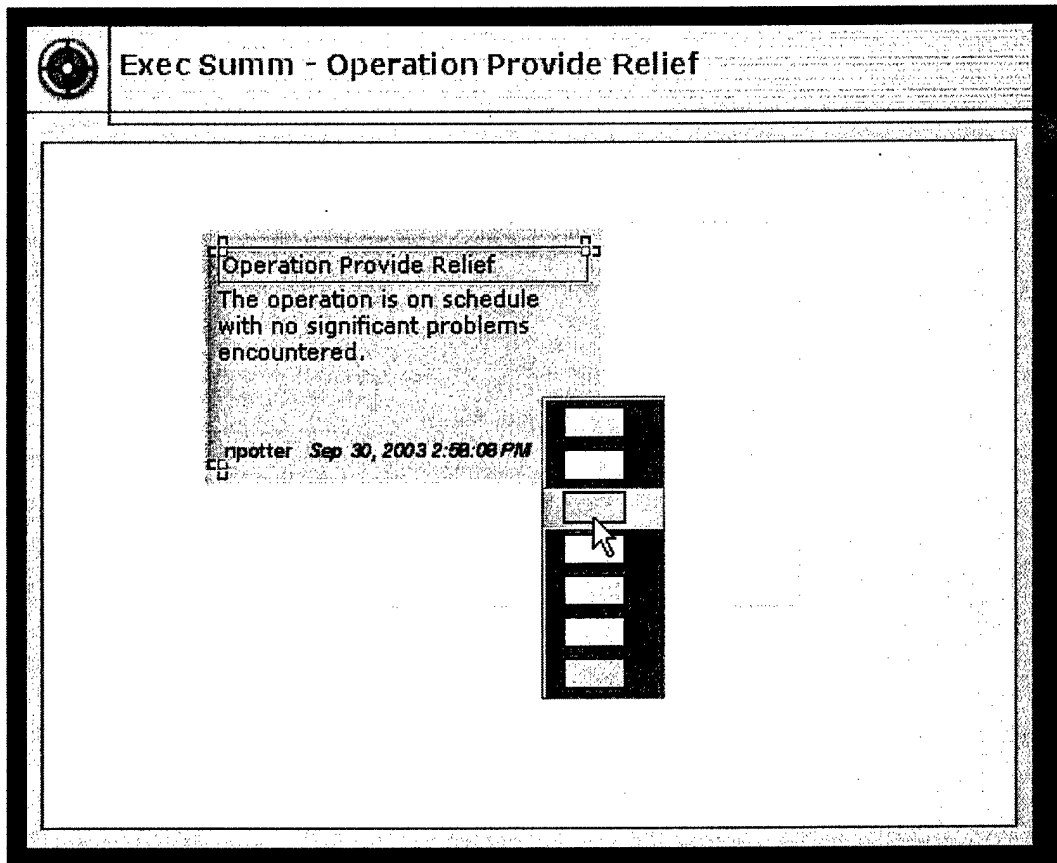 Exec Summ - Operation Provide Relief
Operation Provide Relief
The operation is on schedule
with no significant problems
encountered.
npotter Sep 30, 2003 2:58:08 PM